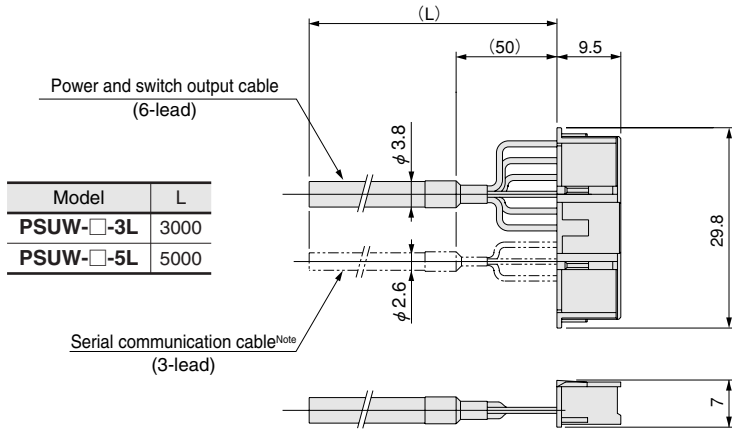 (L)
(50)
9.5
Power and switch output cable
(6-lead)
φ3.8
Model L
PSUW-□-3L 3000
PSUW-□-5L 5000
29.8
φ2.6
Serial communication cableNote
(3-lead)
7